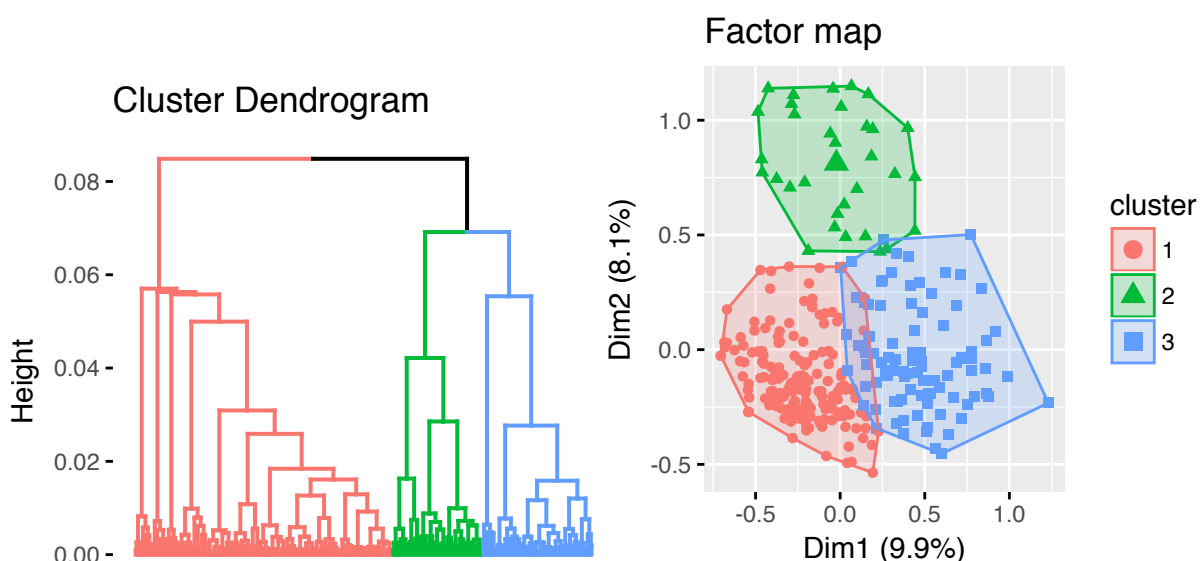 Cluster Dendrogram
Height
0.08
0.06
0.04
0.02
0.00
Factor map
Dim2 (8.1%)
1.0
0.5
0.0
-0.5
-0.5
0.0
0.5
1.0
Dim1 (9.9%)
cluster
1
2
3